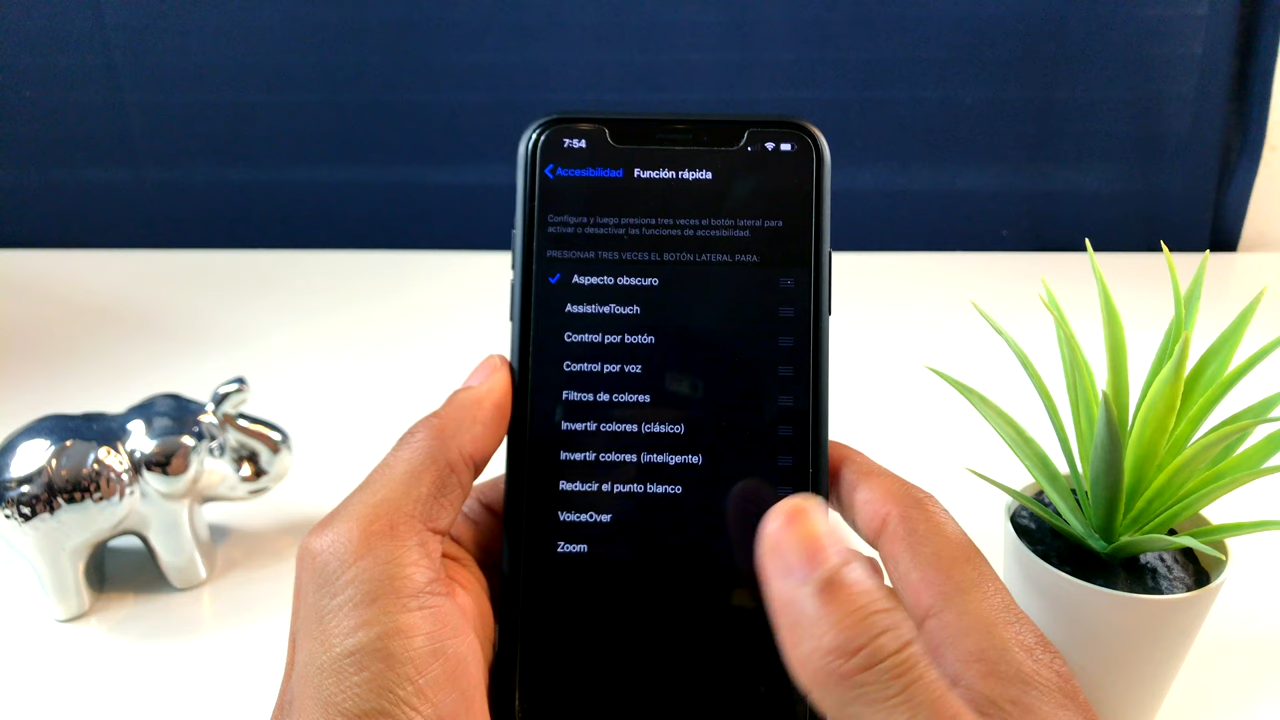 7:54
Accesibilidad Función rápida
Configura y luego presiona tres veces el botón lateral para
activar o desactivar las funciones de accesibilidad.
PRESIONAR TRES VECES EL BOTÓN LATERAL PARA:
Aspecto obscuro
AssistiveTouch
Control por botón
Control por voz
Filtros de colores
Invertir colores (clásico)
Invertir colores (inteligente)
Reducir el punto blanco
VoiceOver
Zoom